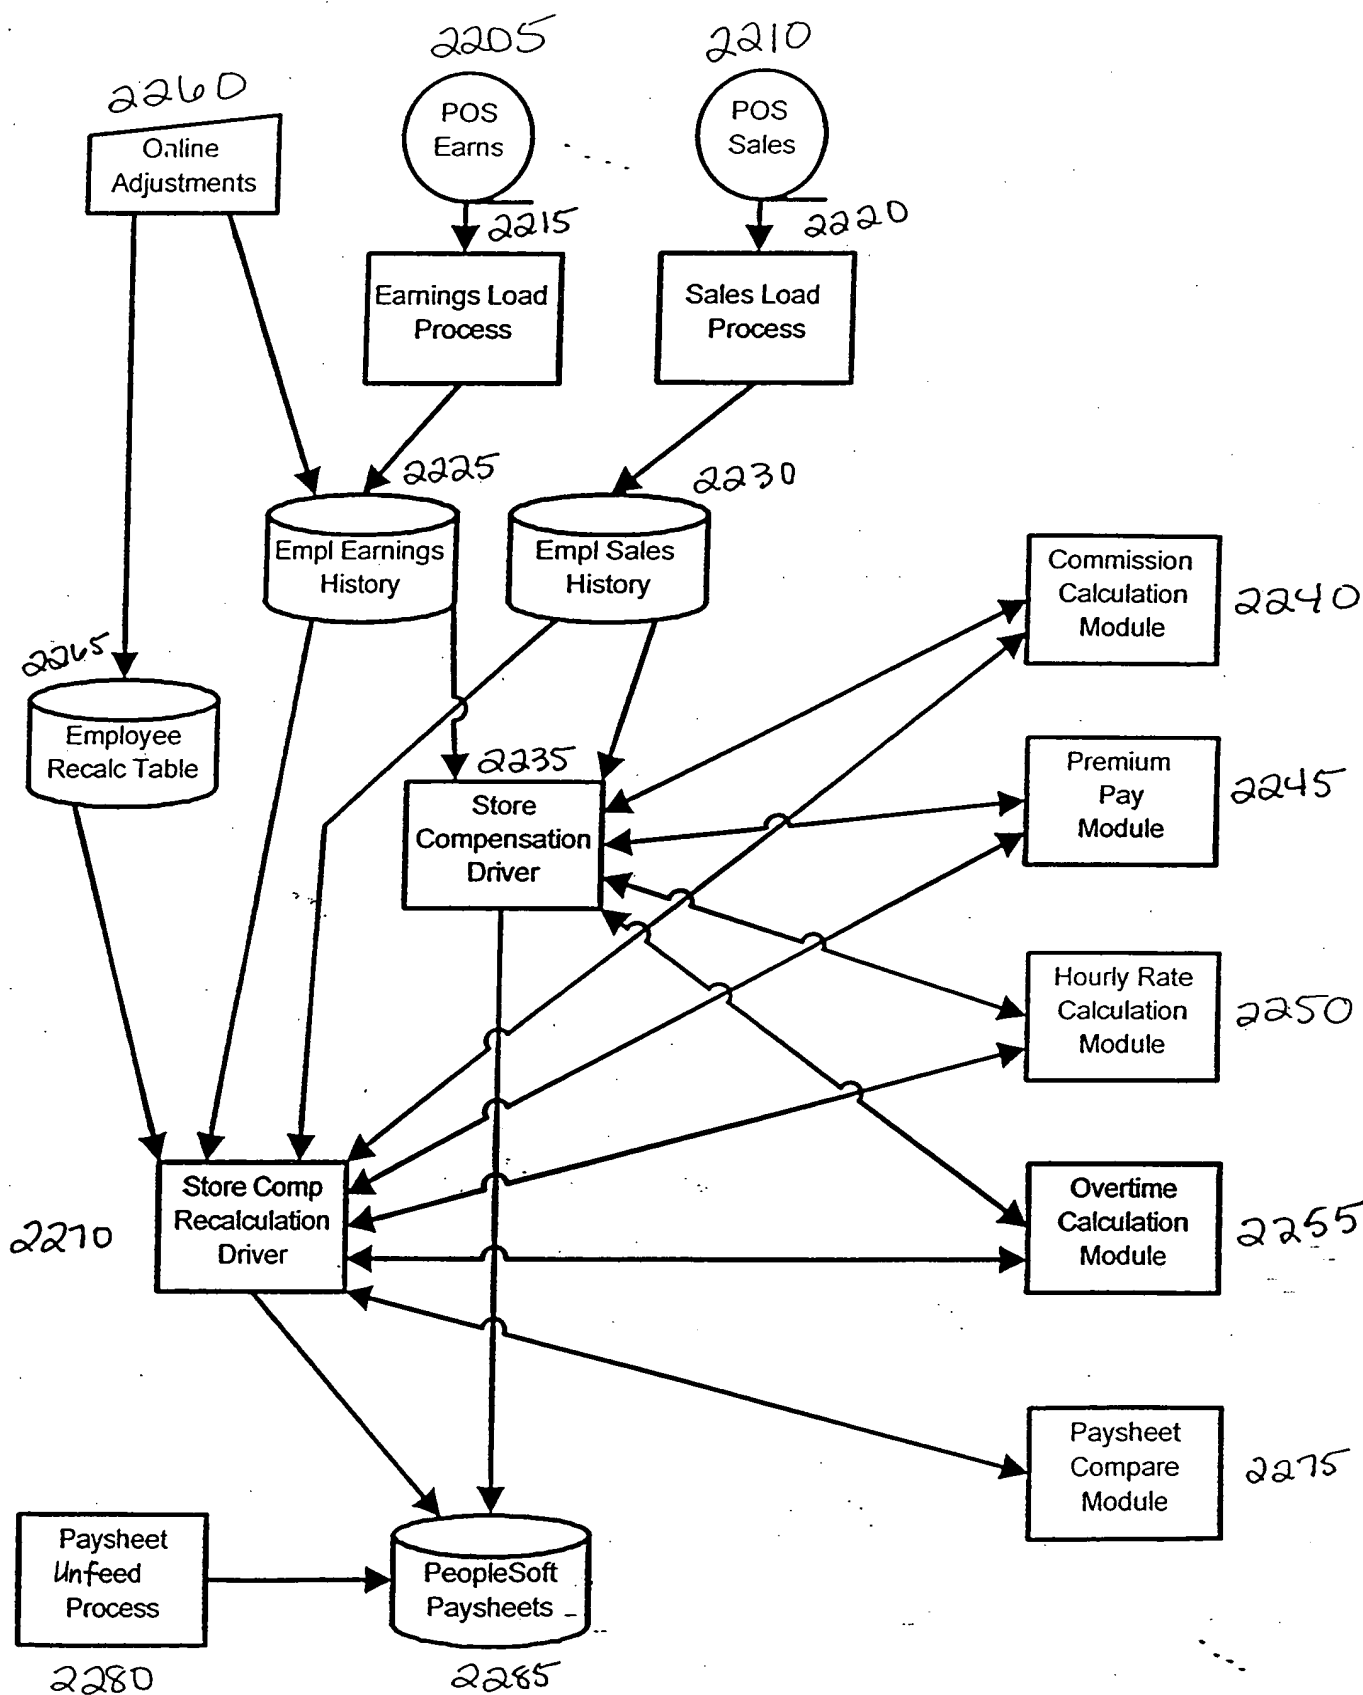 2205
2210
2260
POS
Earns
POS
Sales
Online
Adjustments
2215
2220
Earnings Load
Process
Sales Load
Process
2225
2230
Empl Earnings
History
Empl Sales
History
Commission
Calculation
Module
2240
2265
Employee
Recalc Table
2235
Store
Compensation
Driver
Premium
Pay
Module
2245
Hourly Rate
Calculation
Module
2250
Store Comp
Recalculation
Driver
2270
Overtime
Calculation
Module
2255
Paysheet
Compare
Module
2275
Paysheet
Unfeed
Process
PeopleSoft
Paysheets
2280
2285